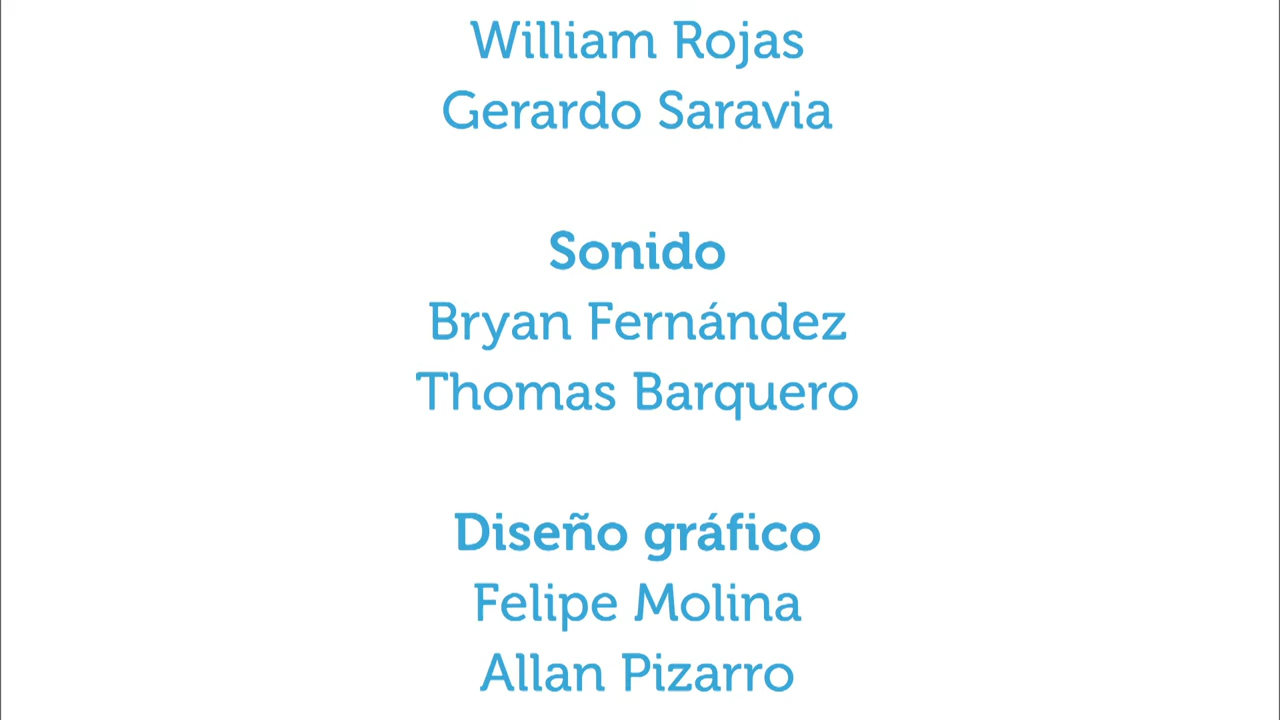 William Rojas
Gerardo Saravia
Sonido
Bryan Fernández
Thomas Barquero
Diseño gráfico
Felipe Molina
Allan Pizarro